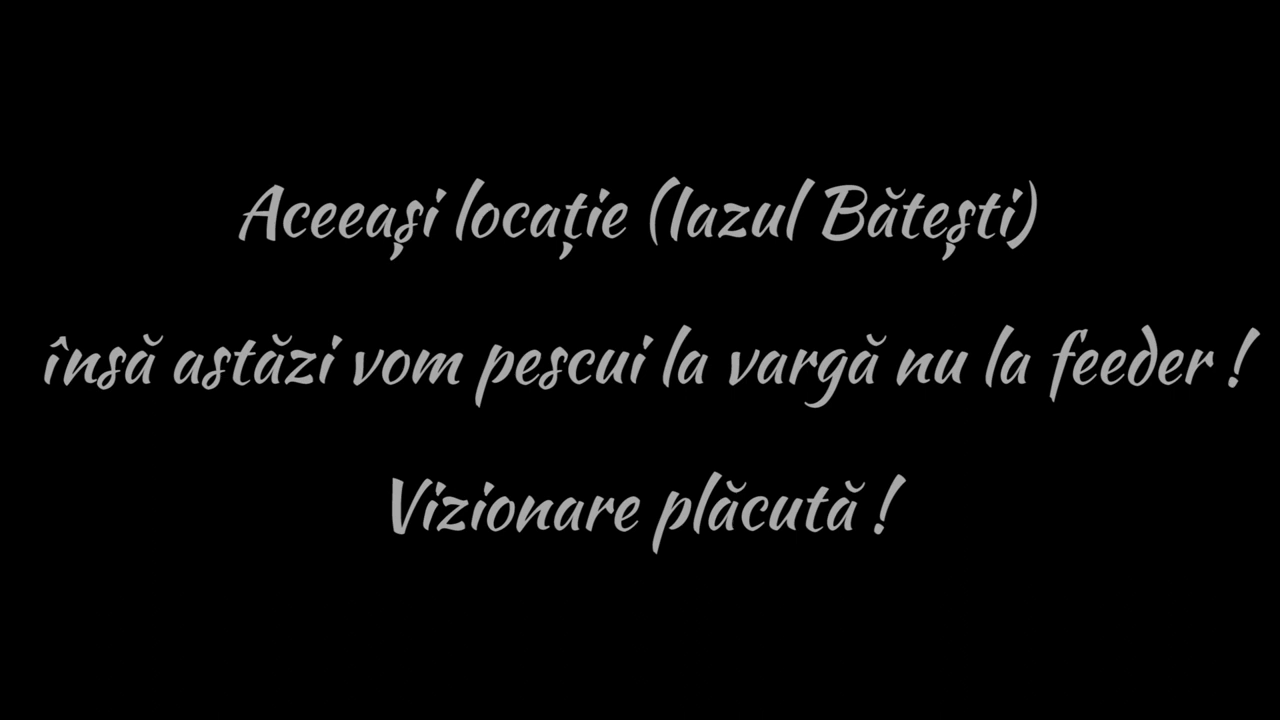 Aceeași locație (Iazul Bătești)
însă astăzi vom pescui la vargă nu la feeder !
Vizionare plăcută !